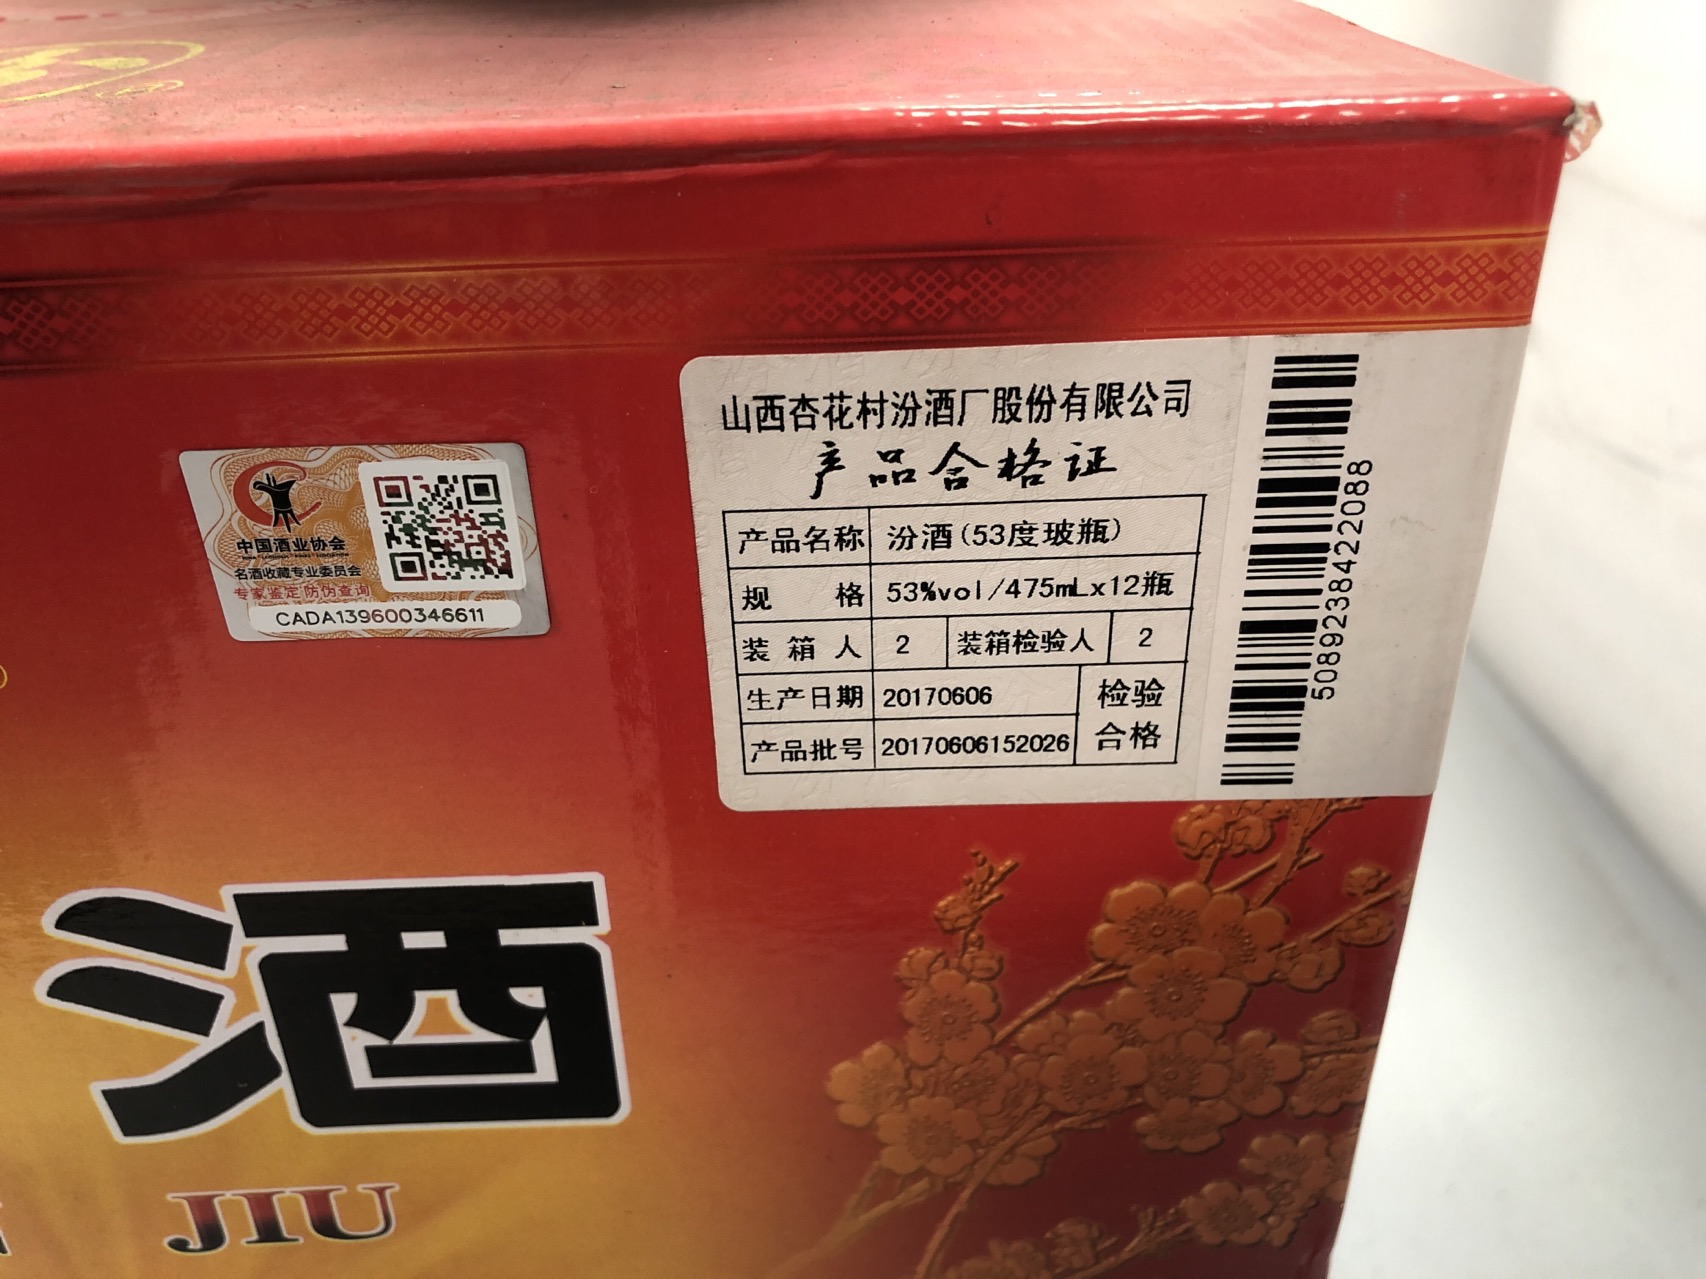 中国酒业协会
名酒收藏专业委员会
专家鉴定 防伪查询
CADA139600346611
山西杏花村汾酒厂股份有限公司
产品合格证
产品名称 汾酒(53度玻瓶)
规 格 53%vol/475mLx12瓶
装箱人 2 装箱检验人 2
生产日期 20170606 检验
产品批号 20170606152026 合格
5089238422088
酒
JIU